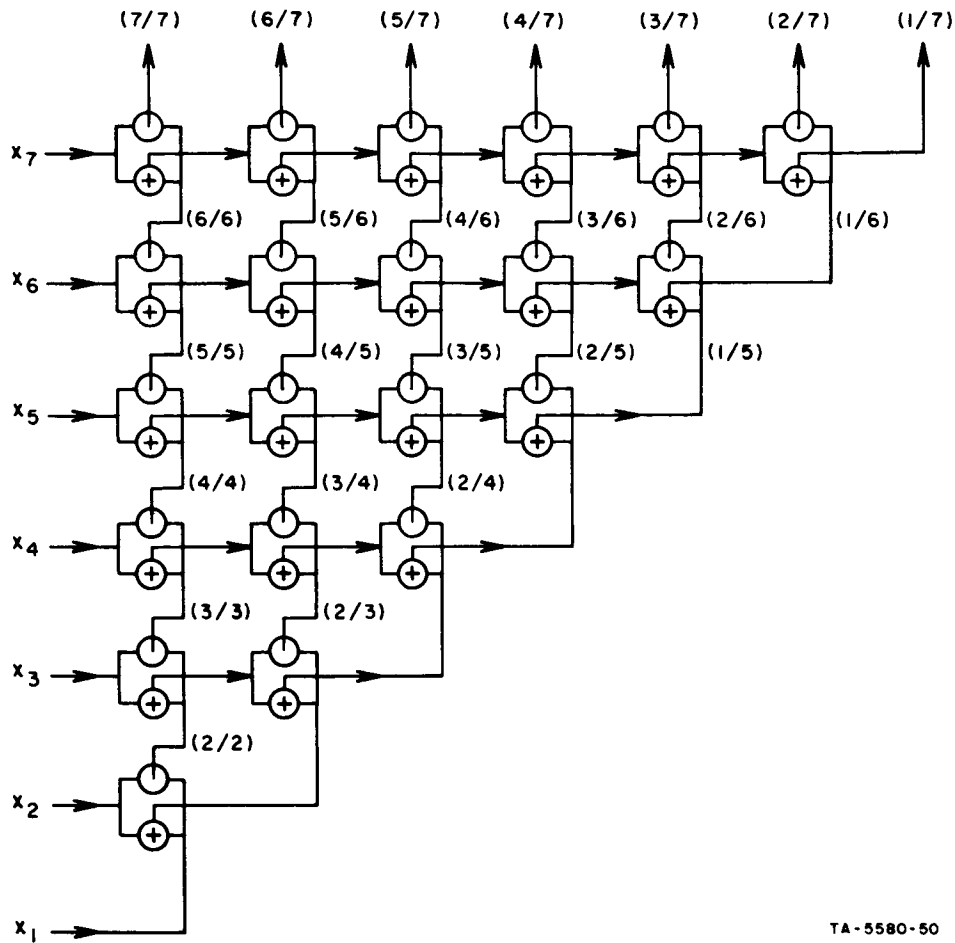 (7/7) (6/7) (5/7) (4/7) (3/7) (2/7) (1/7)
X7
+ + + + + +
(6/6) (5/6) (4/6) (3/6) (2/6) (1/6)
X6
+ + + + +
(5/5) (4/5) (3/5) (2/5) (1/5)
X5
+ + + +
(4/4) (3/4) (2/4)
X4
+ + +
(3/3) (2/3)
X3
+ +
(2/2)
X2
+
X1
TA-5580-50